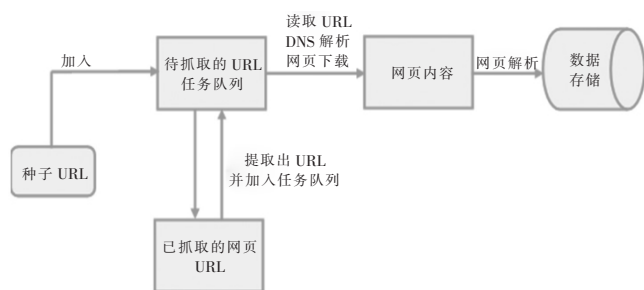 加入
待抓取的 URL
任务队列
读取 URL
DNS 解析
网页下载
网页内容
网页解析
数据
存储
种子 URL
提取出 URL
并加入任务队列
已抓取的网页
URL